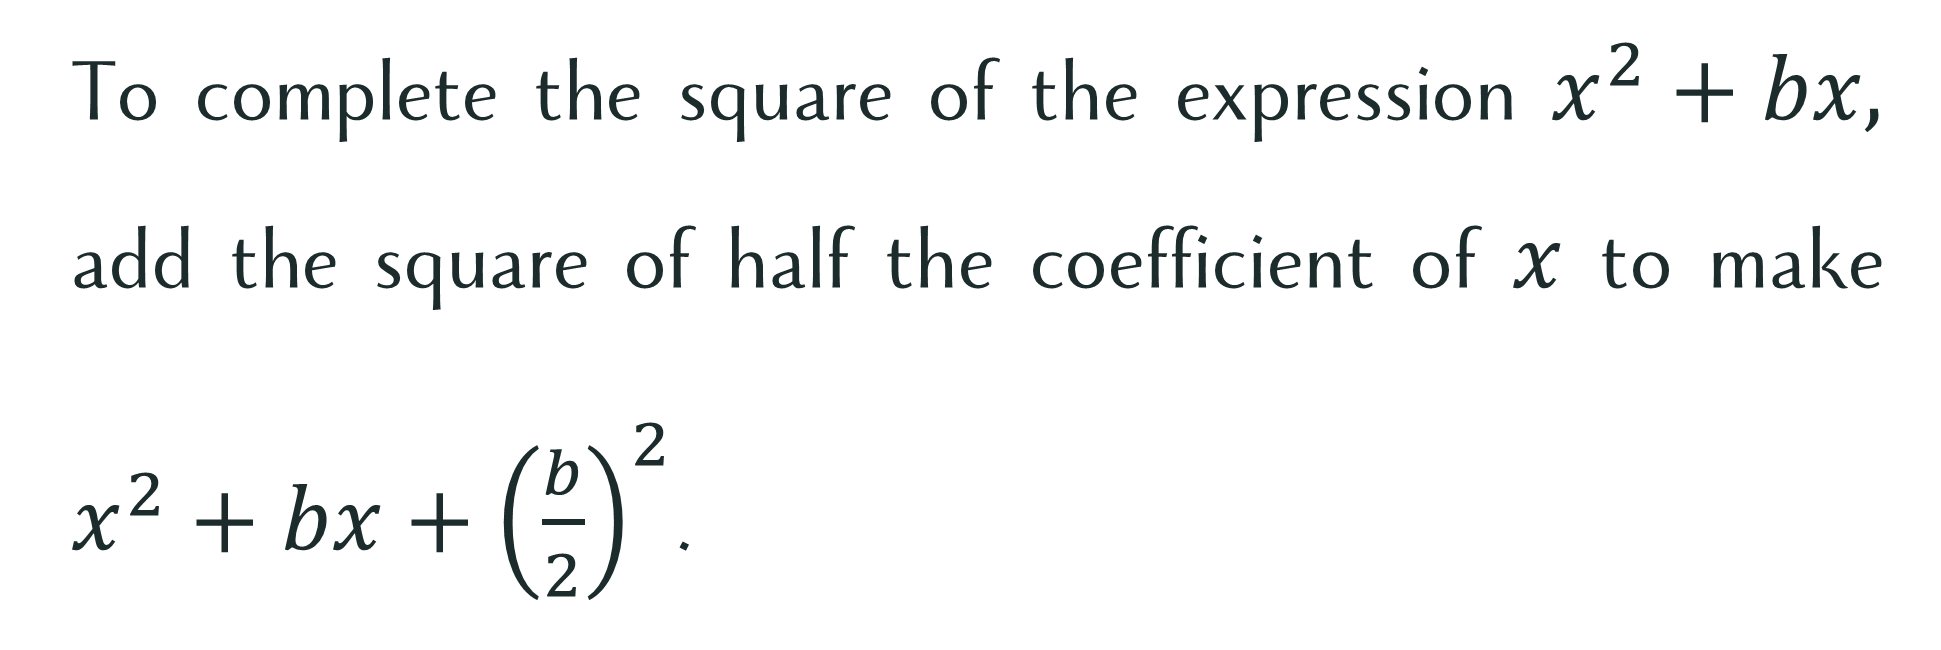 To complete the square of the expression x² + bx,
add the square of half the coefficient of x to make
x² + bx + (b/2)².